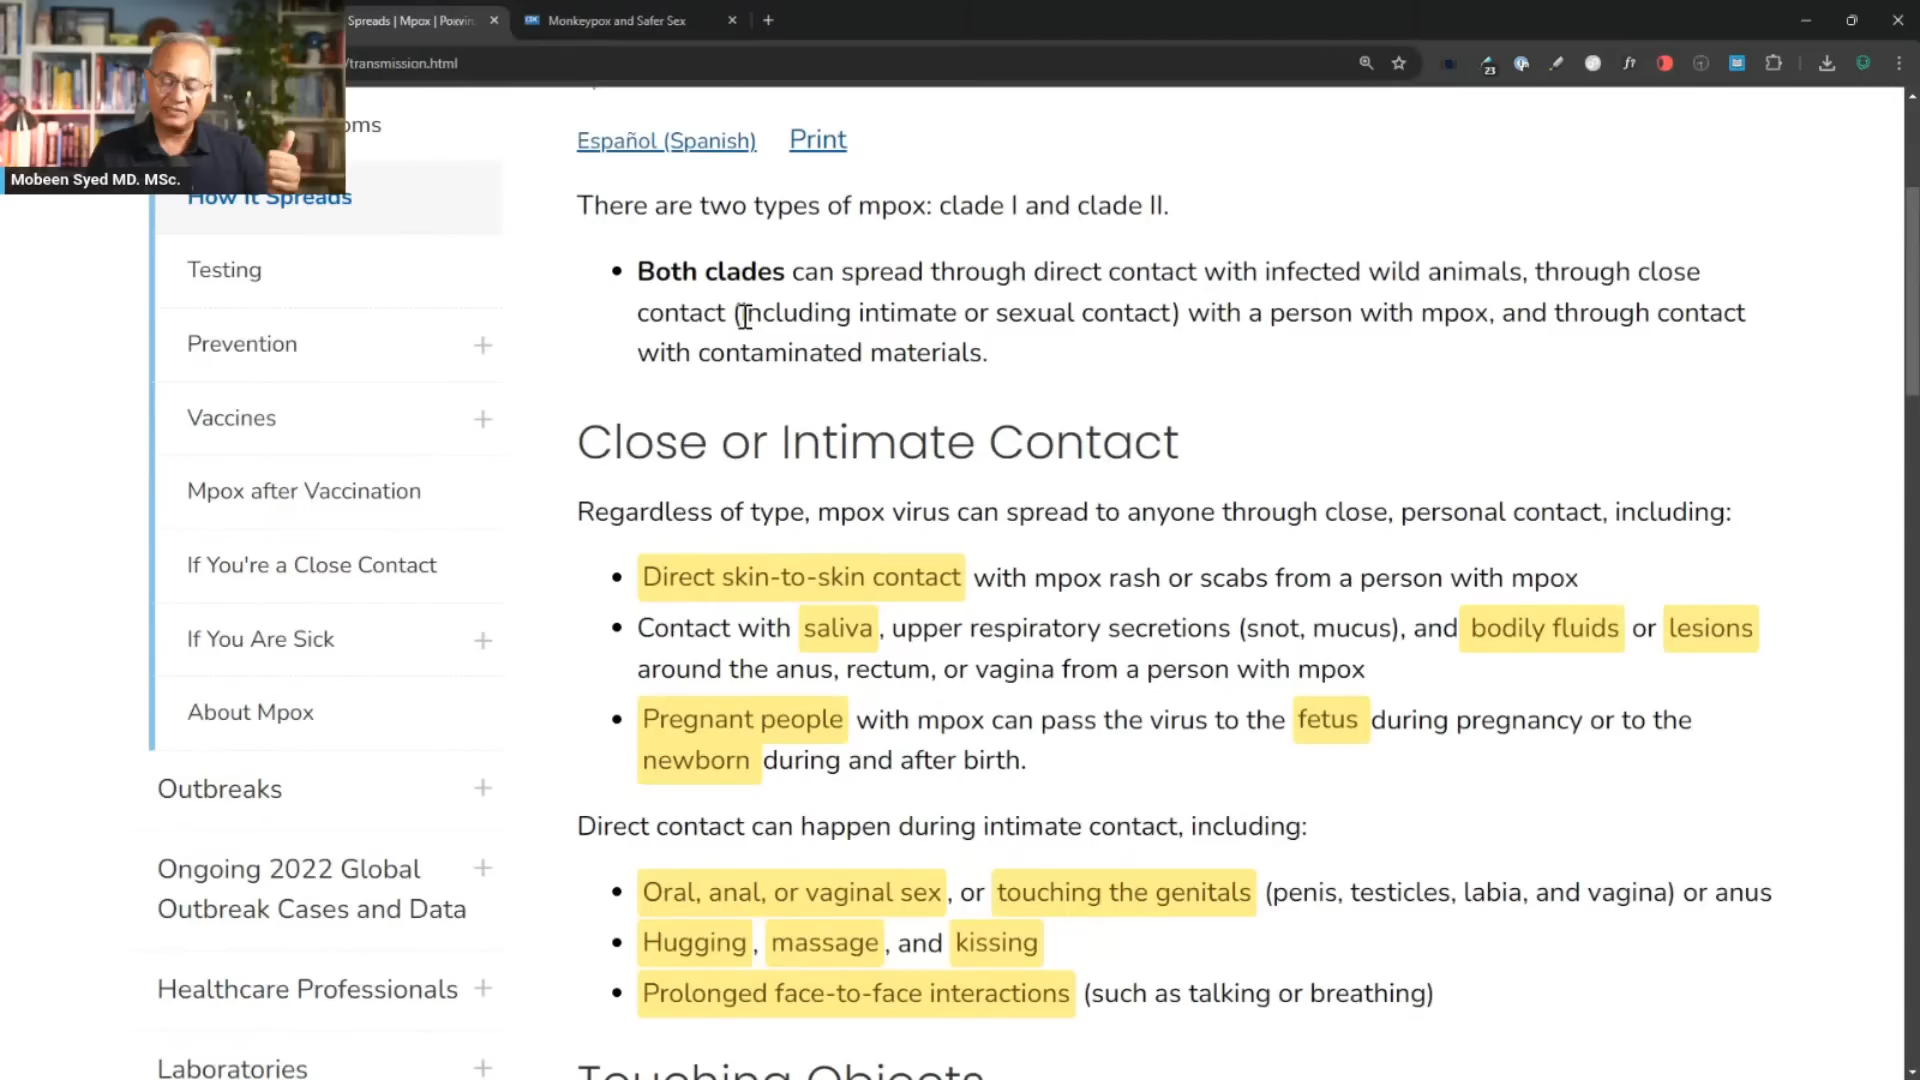 Spreads | Mpox | Poxvir
Monkeypox and Safer Sex
/transmission.html
23
f?
Mobeen Syed MD. MSc.
oms
How It Spreads
Testing
Prevention
Vaccines
Mpox after Vaccination
If You're a Close Contact
If You Are Sick
About Mpox
Outbreaks
Ongoing 2022 Global
Outbreak Cases and Data
Healthcare Professionals
Laboratories
Español (Spanish) Print
There are two types of mpox: clade I and clade II.
• Both clades can spread through direct contact with infected wild animals, through close
contact (including intimate or sexual contact) with a person with mpox, and through contact
with contaminated materials.
Close or Intimate Contact
Regardless of type, mpox virus can spread to anyone through close, personal contact, including:
• Direct skin-to-skin contact with mpox rash or scabs from a person with mpox
• Contact with saliva, upper respiratory secretions (snot, mucus), and bodily fluids or lesions
around the anus, rectum, or vagina from a person with mpox
• Pregnant people with mpox can pass the virus to the fetus during pregnancy or to the
newborn during and after birth.
Direct contact can happen during intimate contact, including:
• Oral, anal, or vaginal sex, or touching the genitals (penis, testicles, labia, and vagina) or anus
• Hugging, massage, and kissing
• Prolonged face-to-face interactions (such as talking or breathing)
Touching Objects